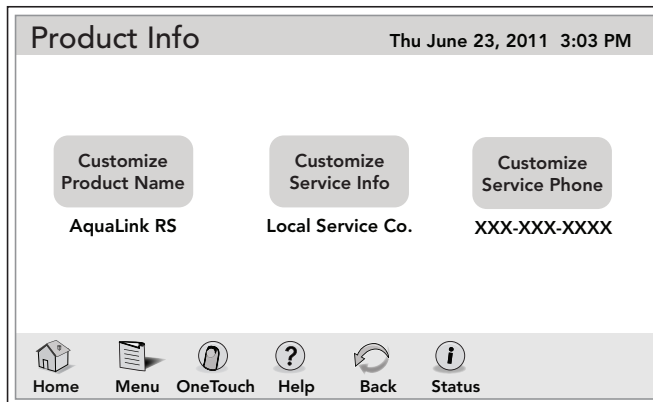 Product Info
Thu June 23, 2011 3:03 PM
Customize
Product Name
Customize
Service Info
Customize
Service Phone
AquaLink RS
Local Service Co.
XXX-XXX-XXXX
Home
Menu
OneTouch
Help
Back
Status